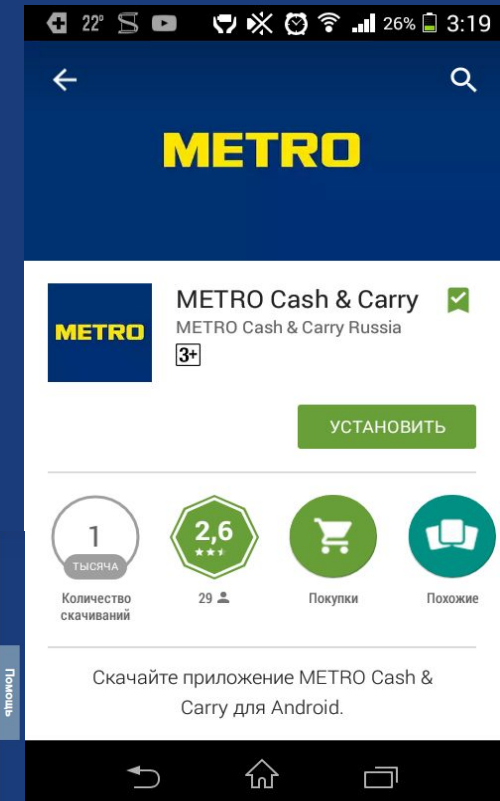 22° 26% 3:19
METRO
METRO
METRO Cash & Carry
METRO Cash & Carry Russia
3+
УСТАНОВИТЬ
1
ТЫСЯЧА
Количество
скачиваний
2,6
29
Покупки
Похожие
Скачайте приложение METRO Cash &
Carry для Android.
Помощь